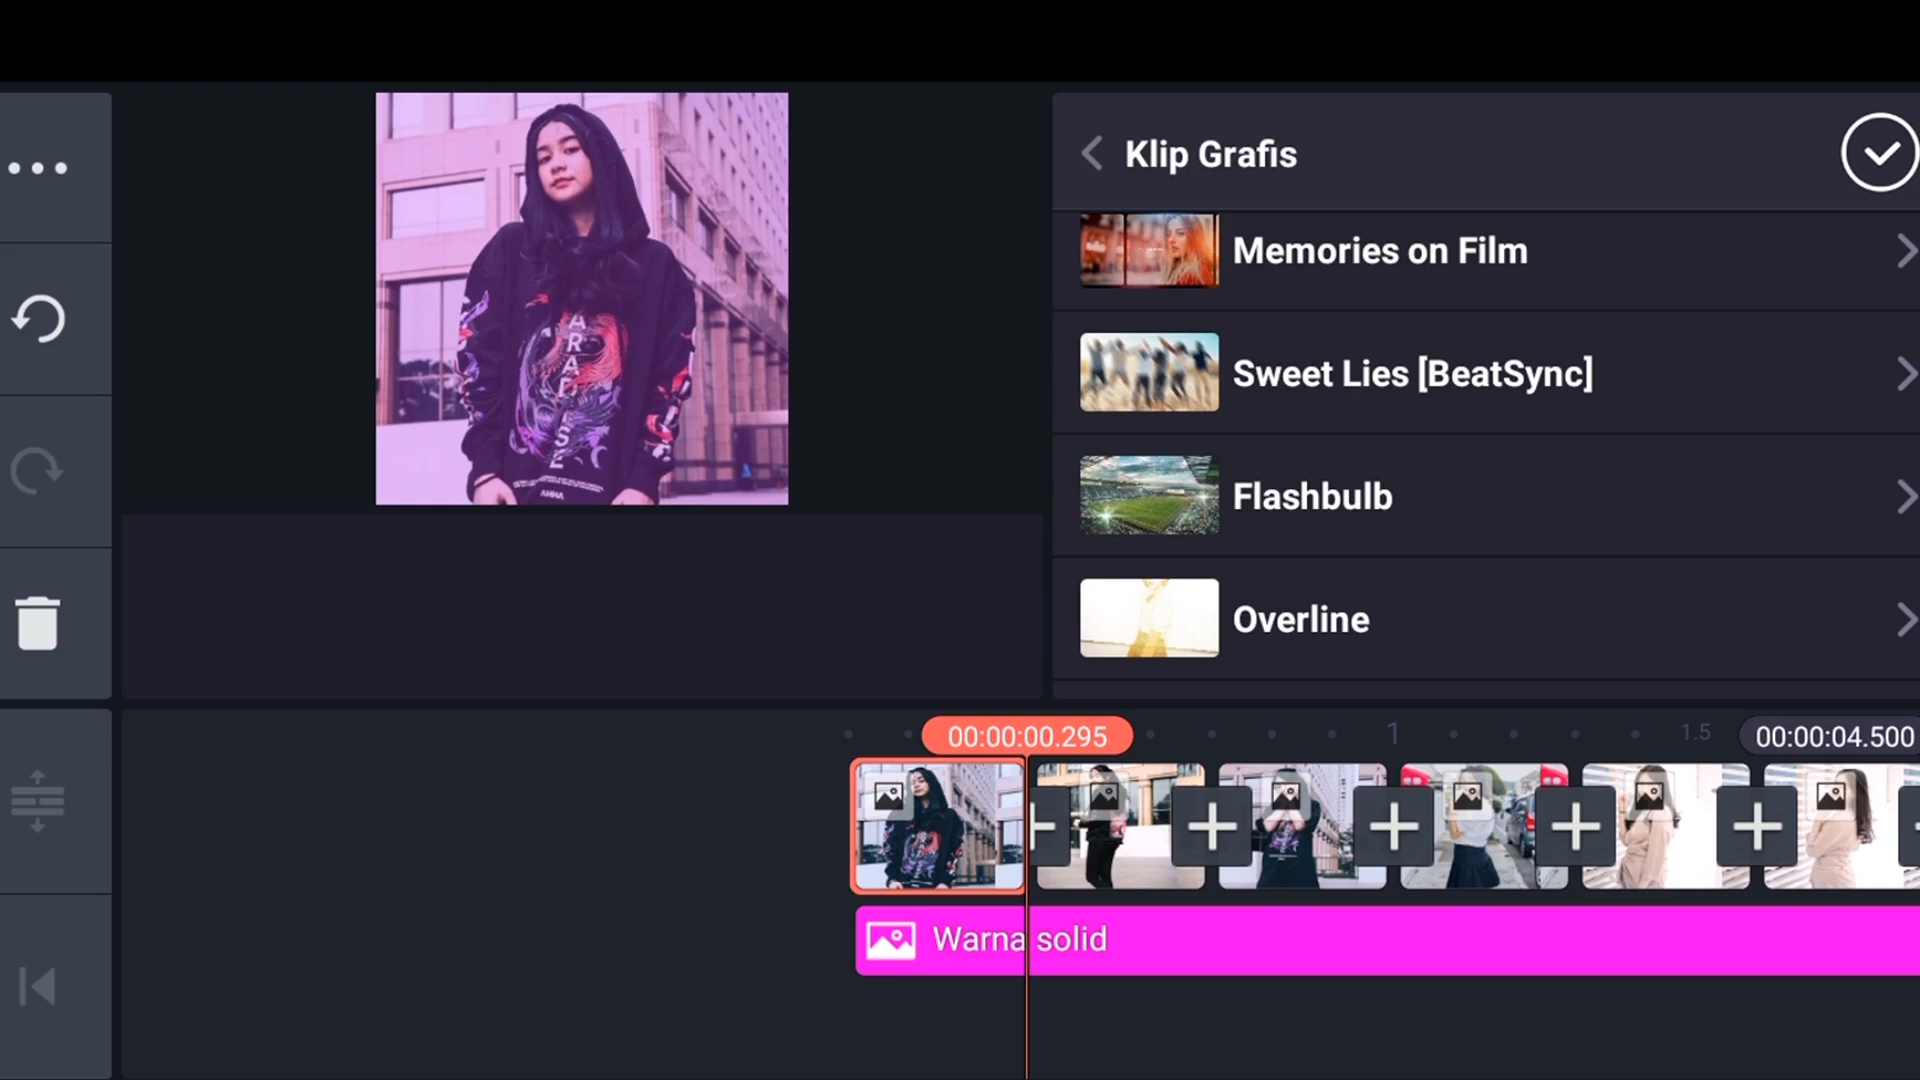 Klip Grafis
Memories on Film
Sweet Lies [BeatSync]
Flashbulb
Overline
00:00:00.295
1
1.5
00:00:04.500
Warna solid
A
R
A
D
I
S
E
AHHA